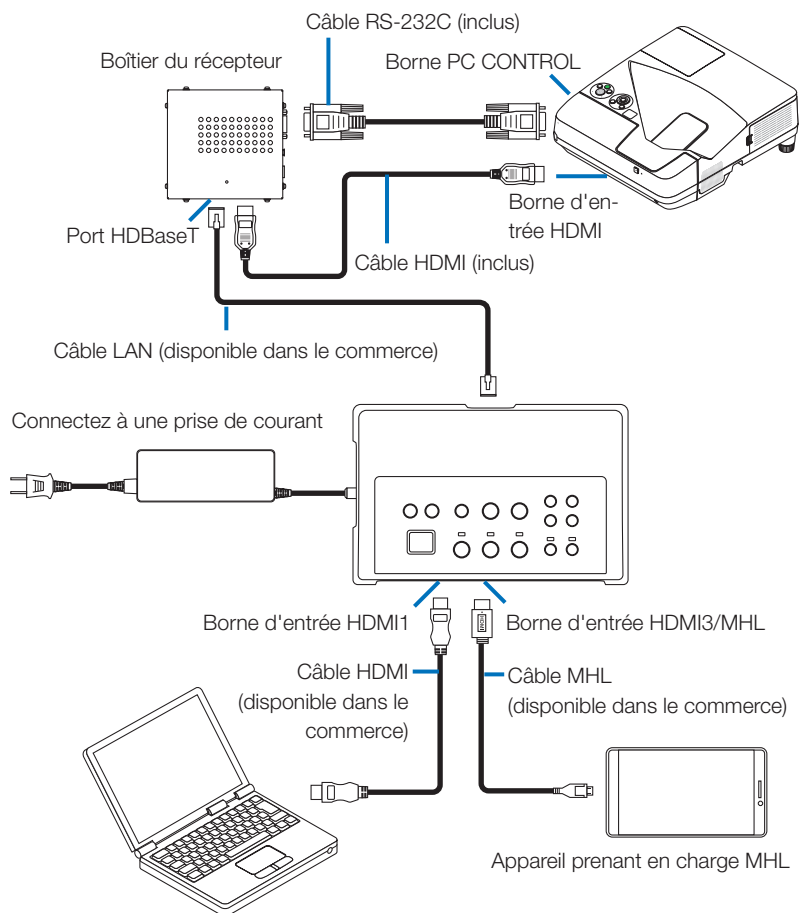 Câble RS-232C (inclus)
Boîtier du récepteur
Borne PC CONTROL
Borne d'en-
trée HDMI
Port HDBaseT
Câble HDMI (inclus)
Câble LAN (disponible dans le commerce)
Connectez à une prise de courant
Borne d'entrée HDMI1
Borne d'entrée HDMI3/MHL
Câble HDMI
(disponible dans le
commerce)
Câble MHL
(disponible dans le commerce)
HDMI
Appareil prenant en charge MHL